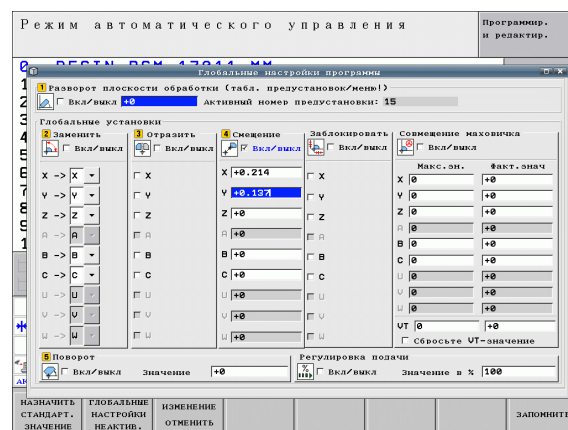 Режим автоматического управления
Программир.
и редактир.
0 BEGIN PGM 17011 MM
Глобальные настройки программы
1 Разворот плоскости обработки (табл. предустановок/меню!)
Вкл/выкл +0 Активный номер предустановки: 15
Глобальные установки
2 Заменить 3 Отразить 4 Смещение Заблокировать Совмещение маховичка
Вкл/выкл Вкл/выкл Вкл/выкл Вкл/выкл Вкл/выкл
Макс.зн. Факт.знач
X -> X X X +0.214 X X 0 +0
Y -> Y Y Y +0.137 Y Y 0 +0
Z -> Z Z Z +0 Z Z 0 +0
A -> A A A +0 A A 0 +0
B -> B B B +0 B B 0 +0
C -> C C C +0 C C 0 +0
U -> U U U +0 U U 0 +0
V -> V V V +0 V V 0 +0
W -> W W W +0 W W 0 +0
VT 0 +0
Сбросьте VT-значение
5 Поворот Регулировка подачи
Вкл/выкл Значение +0 % Вкл/выкл Значение в % 100
НАЗНАЧИТЬ
СТАНДАРТ.
ЗНАЧЕНИЕ
ГЛОБАЛЬНЫЕ
НАСТРОЙКИ
НЕАКТИВ.
ИЗМЕНЕНИЕ
ОТМЕНИТЬ
ЗАПОМНИТЬ